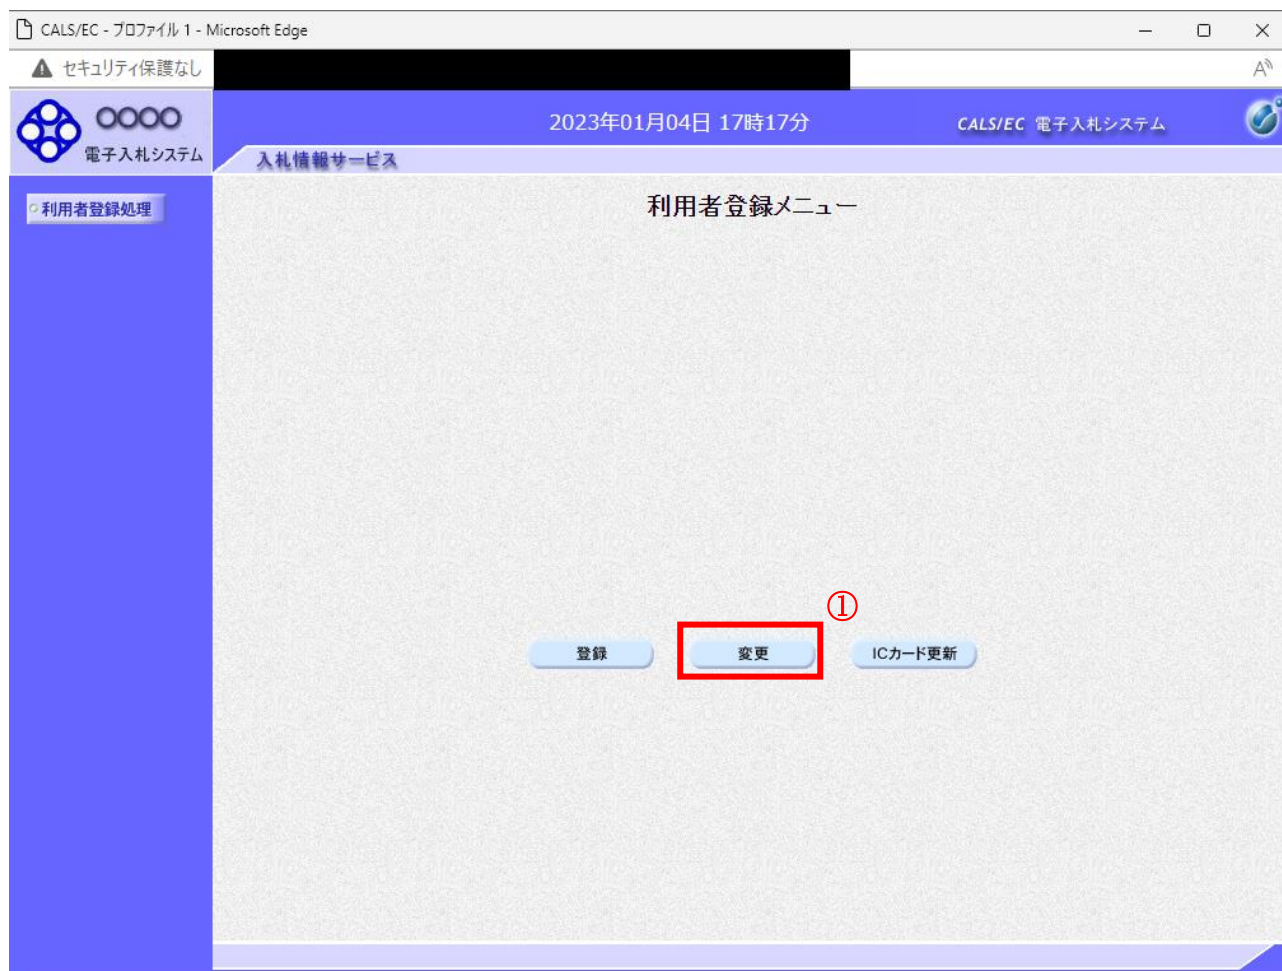 CALS/EC - プロファイル 1 - Microsoft Edge
セキュリティ保護なし
〇〇〇〇
電子入札システム
2023年01月04日 17時17分
CALS/EC 電子入札システム
入札情報サービス
利用者登録処理
利用者登録メニュー
①
登録
変更
ICカード更新